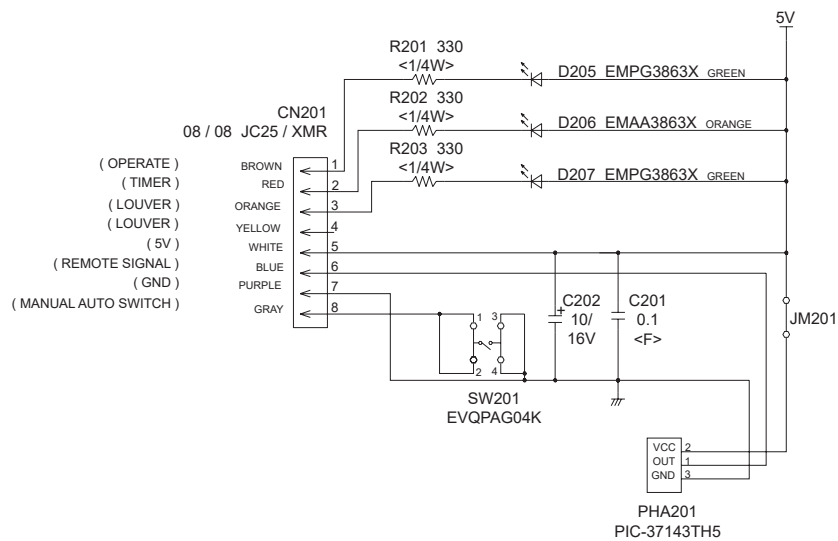 5V
R201 330
<1/4W>
D205 EMPG3863X GREEN
R202 330
<1/4W>
D206 EMAA3863X ORANGE
R203 330
<1/4W>
D207 EMPG3863X GREEN
CN201
08 / 08 JC25 / XMR
( OPERATE ) BROWN 1
( TIMER ) RED 2
( LOUVER ) ORANGE 3
( LOUVER ) YELLOW 4
( 5V ) WHITE 5
( REMOTE SIGNAL ) BLUE 6
( GND ) PURPLE 7
( MANUAL AUTO SWITCH ) GRAY 8
1 3
2 4
SW201
EVQPAG04K
+
C202
10/
16V
C201
0.1
<F>
JM201
VCC 2
OUT 1
GND 3
PHA201
PIC-37143TH5